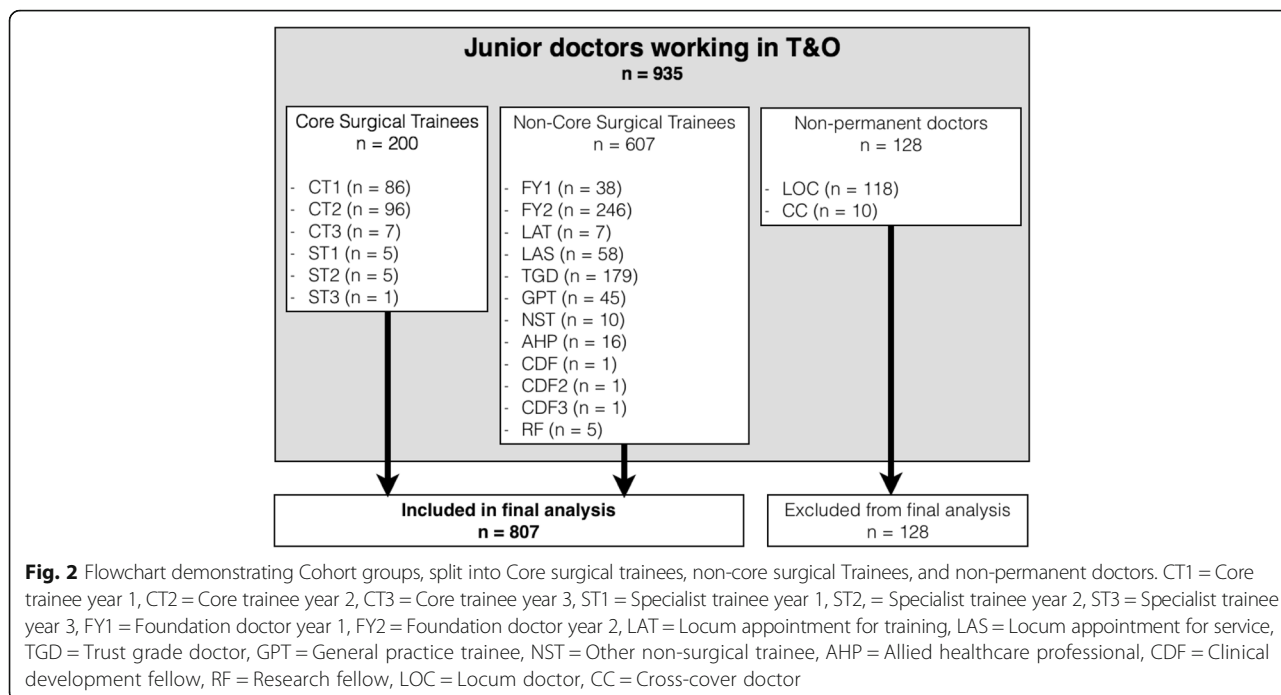 Junior doctors working in T&O
n = 935
Core Surgical Trainees
n = 200
- CT1 (n = 86)
- CT2 (n = 96)
- CT3 (n = 7)
- ST1 (n = 5)
- ST2 (n = 5)
- ST3 (n = 1)
Non-Core Surgical Trainees
n = 607
- FY1 (n = 38)
- FY2 (n = 246)
- LAT (n = 7)
- LAS (n = 58)
- TGD (n = 179)
- GPT (n = 45)
- NST (n = 10)
- AHP (n = 16)
- CDF (n = 1)
- CDF2 (n = 1)
- CDF3 (n = 1)
- RF (n = 5)
Non-permanent doctors
n = 128
- LOC (n = 118)
- CC (n = 10)
Included in final analysis
n = 807
Excluded from final analysis
n = 128
Fig. 2 Flowchart demonstrating Cohort groups, split into Core surgical trainees, non-core surgical Trainees, and non-permanent doctors. CT1 = Core
trainee year 1, CT2 = Core trainee year 2, CT3 = Core trainee year 3, ST1 = Specialist trainee year 1, ST2, = Specialist trainee year 2, ST3 = Specialist trainee
year 3, FY1 = Foundation doctor year 1, FY2 = Foundation doctor year 2, LAT = Locum appointment for training, LAS = Locum appointment for service,
TGD = Trust grade doctor, GPT = General practice trainee, NST = Other non-surgical trainee, AHP = Allied healthcare professional, CDF = Clinical
development fellow, RF = Research fellow, LOC = Locum doctor, CC = Cross-cover doctor